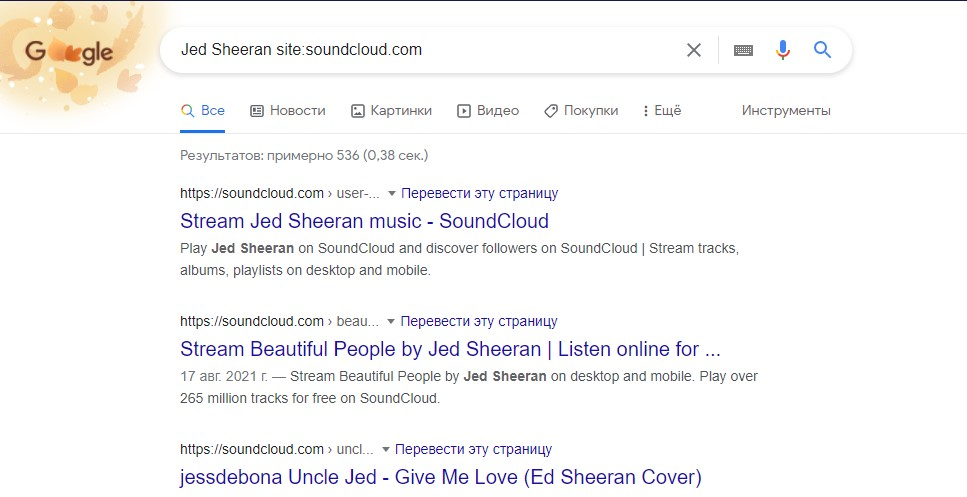 Google
Jed Sheeran site:soundcloud.com
Все Новости Картинки Видео Покупки Ещё Инструменты
Результатов: примерно 536 (0,38 сек.)
https://soundcloud.com › user-... Перевести эту страницу
Stream Jed Sheeran music - SoundCloud
Play Jed Sheeran on SoundCloud and discover followers on SoundCloud | Stream tracks,
albums, playlists on desktop and mobile.
https://soundcloud.com › beau... Перевести эту страницу
Stream Beautiful People by Jed Sheeran | Listen online for ...
17 авг. 2021 г. — Stream Beautiful People by Jed Sheeran on desktop and mobile. Play over
265 million tracks for free on SoundCloud.
https://soundcloud.com › uncl... Перевести эту страницу
jessdebona Uncle Jed - Give Me Love (Ed Sheeran Cover)